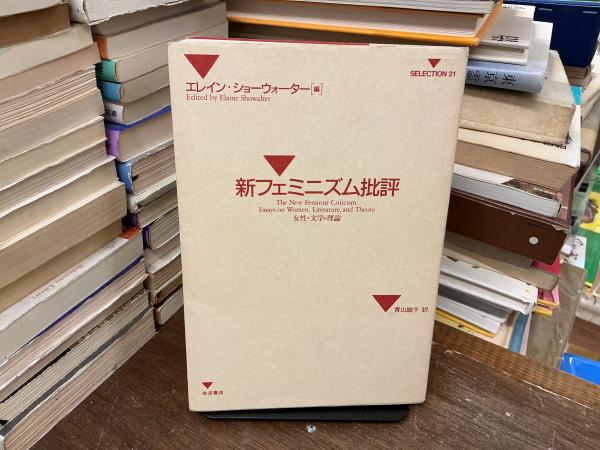 エレイン・ショーウォーター[編]
Edited by Elaine Showalter
SELECTION 21
新フェミニズム批評
The New Feminist Criticism:
Essays on Women, Literature, and Theory
女性・文学・理論
青山誠子 訳
岩波書店
東京